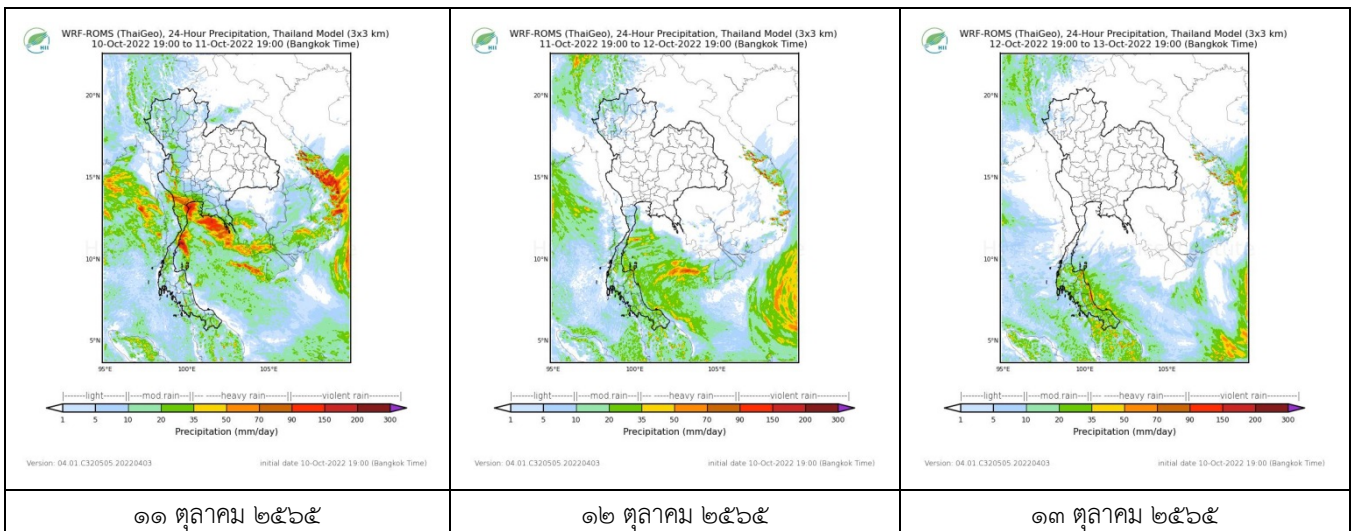 HII
WRF-ROMS (ThaiGeo), 24-Hour Precipitation, Thailand Model (3x3 km)
10-Oct-2022 19:00 to 11-Oct-2022 19:00 (Bangkok Time)
20°N
15°N
10°N
5°N
95°E 100°E 105°E
|------light------||---mod rain---||--- ---heavy rain------||------violent rain------|
1 5 10 20 35 50 70 90 150 200 300
Precipitation (mm/day)
Version: 04.01.C320505.20220403 initial date 10-Oct-2022 19:00 (Bangkok Time)
๑๑ ตุลาคม ๒๕๖๕
HII
WRF-ROMS (ThaiGeo), 24-Hour Precipitation, Thailand Model (3x3 km)
11-Oct-2022 19:00 to 12-Oct-2022 19:00 (Bangkok Time)
20°N
15°N
10°N
5°N
95°E 100°E 105°E
|------light------||---mod rain---||--- ---heavy rain------||------violent rain------|
1 5 10 20 35 50 70 90 150 200 300
Precipitation (mm/day)
Version: 04.01.C320505.20220403 initial date 10-Oct-2022 19:00 (Bangkok Time)
๑๒ ตุลาคม ๒๕๖๕
HII
WRF-ROMS (ThaiGeo), 24-Hour Precipitation, Thailand Model (3x3 km)
12-Oct-2022 19:00 to 13-Oct-2022 19:00 (Bangkok Time)
20°N
15°N
10°N
5°N
95°E 100°E 105°E
|------light------||---mod rain---||--- ---heavy rain------||------violent rain------|
1 5 10 20 35 50 70 90 150 200 300
Precipitation (mm/day)
Version: 04.01.C320505.20220403 initial date 10-Oct-2022 19:00 (Bangkok Time)
๑๓ ตุลาคม ๒๕๖๕